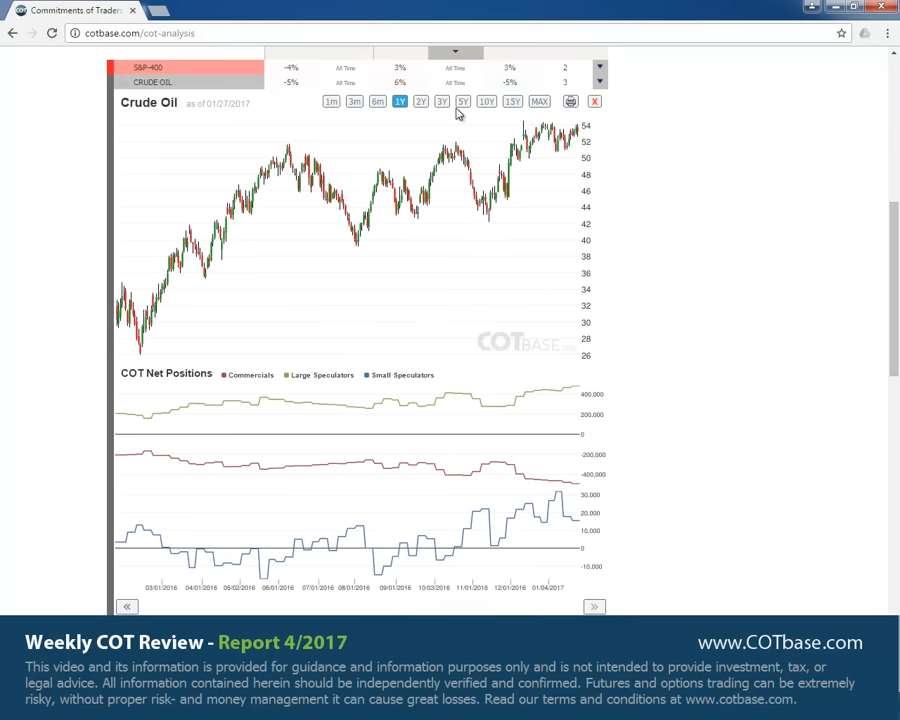 Commitments of Traders
cotbase.com/cot-analysis
S&P-400 -4% All Time 3% All Time 3% 2
CRUDE OIL -5% All Time 6% All Time -5% 3
Crude Oil as of 01/27/2017 1m 3m 6m 1Y 2Y 3Y 5Y 10Y 15Y MAX X
54
52
50
48
46
44
42
40
38
36
34
32
30
28
26
COTBASE.com
COT Net Positions Commercials Large Speculators Small Speculators
400,000
200,000
0
-200,000
-400,000
30,000
20,000
10,000
0
-10,000
03/01/2016 04/01/2016 05/02/2016 06/01/2016 07/01/2016 08/01/2016 09/01/2016 10/03/2016 11/01/2016 12/01/2016 01/04/2017
« »
Weekly COT Review - Report 4/2017 www.COTbase.com
This video and its information is provided for guidance and information purposes only and is not intended to provide investment, tax, or
legal advice. All information contained herein should be independently verified and confirmed. Futures and options trading can be extremely
risky, without proper risk- and money management it can cause great losses. Read our terms and conditions at www.cotbase.com.